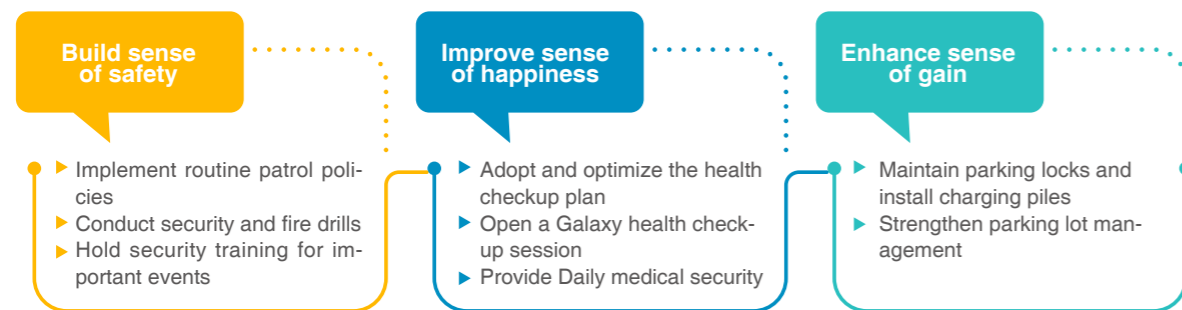 Build sense
of safety
Implement routine patrol poli-
cies
Conduct security and fire drills
Hold security training for im-
portant events
Improve sense
of happiness
Adopt and optimize the health
checkup plan
Open a Galaxy health check-
up session
Provide Daily medical security
Enhance sense
of gain
Maintain parking locks and
install charging piles
Strengthen parking lot man-
agement